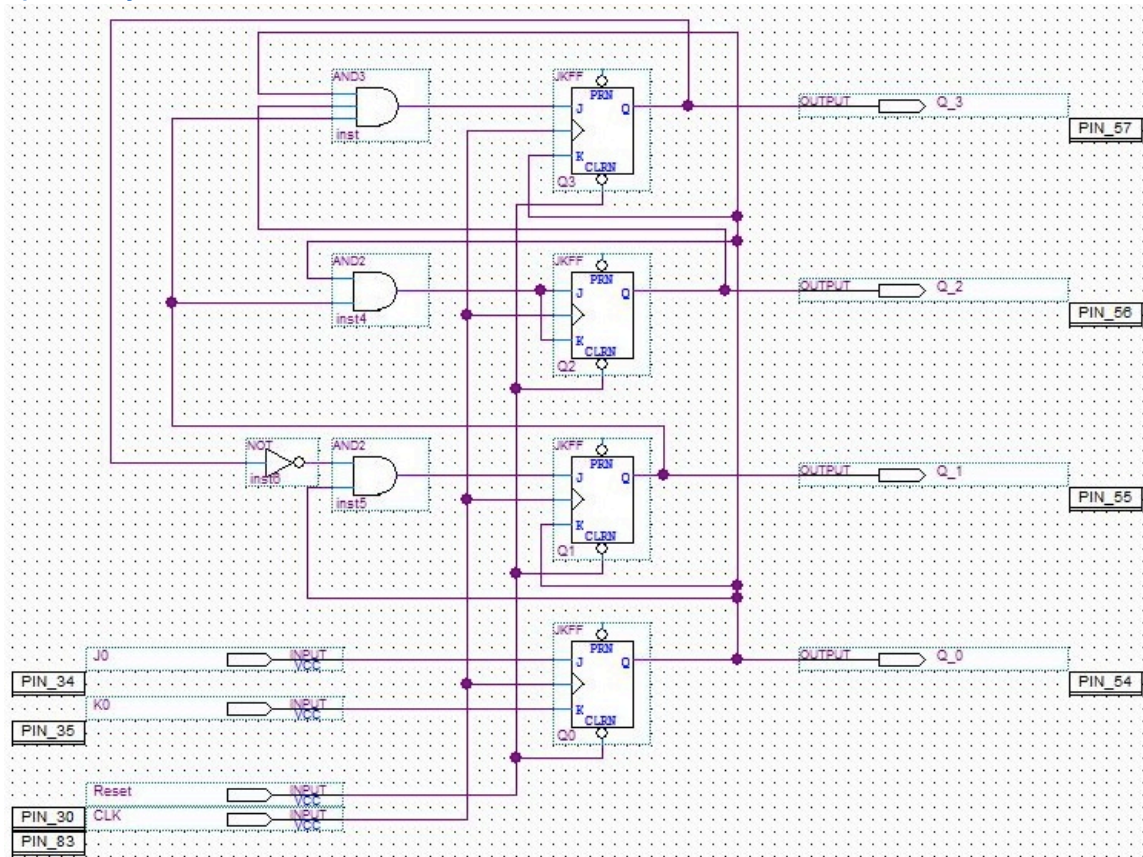 AND3
JKFF
PRN
J
Q
OUTPUT
Q_3
inst
PIN_57
K
CLRN
Q3
AND2
JKFF
PRN
J
Q
OUTPUT
Q_2
inst4
PIN_56
K
CLRN
Q2
NOT
AND2
JKFF
PRN
J
Q
OUTPUT
Q_1
inst6
inst5
PIN_55
K
CLRN
Q1
JKFF
PRN
J0
INPUT
VCC
J
Q
OUTPUT
Q_0
PIN_34
PIN_54
K0
INPUT
VCC
K
CLRN
PIN_35
Q0
Reset
INPUT
VCC
PIN_30
CLK
INPUT
VCC
PIN_83